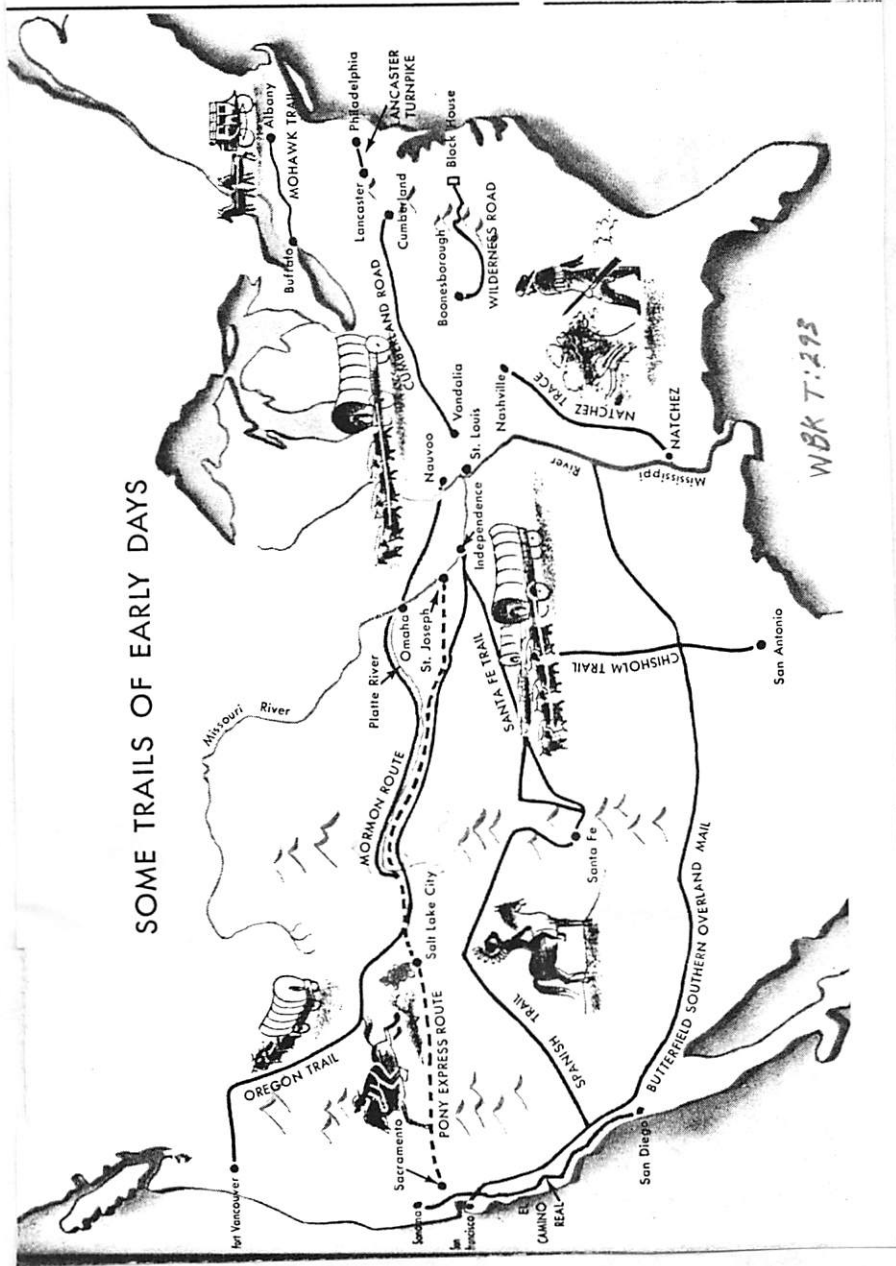 SOME TRAILS OF EARLY DAYS
Fort Vancouver
OREGON TRAIL
Missouri River
Sonoma
San
Francisco
Sacramento
PONY EXPRESS ROUTE
Salt Lake City
MORMON ROUTE
Platte River
Omaha
St. Joseph
Independence
Nauvoo
St. Louis
Vandalia
CUMBERLAND ROAD
Cumberland
Buffalo
MOHAWK TRAIL
Albany
Lancaster
Philadelphia
LANCASTER
TURNPIKE
Boonesborough
Block House
WILDERNESS ROAD
Nashville
NATCHEZ TRACE
NATCHEZ
Mississippi River
EL
CAMINO
REAL
San Diego
SPANISH TRAIL
Santa Fe
SANTA FE TRAIL
CHISHOLM TRAIL
San Antonio
BUTTERFIELD SOUTHERN OVERLAND MAIL
WBK T:293